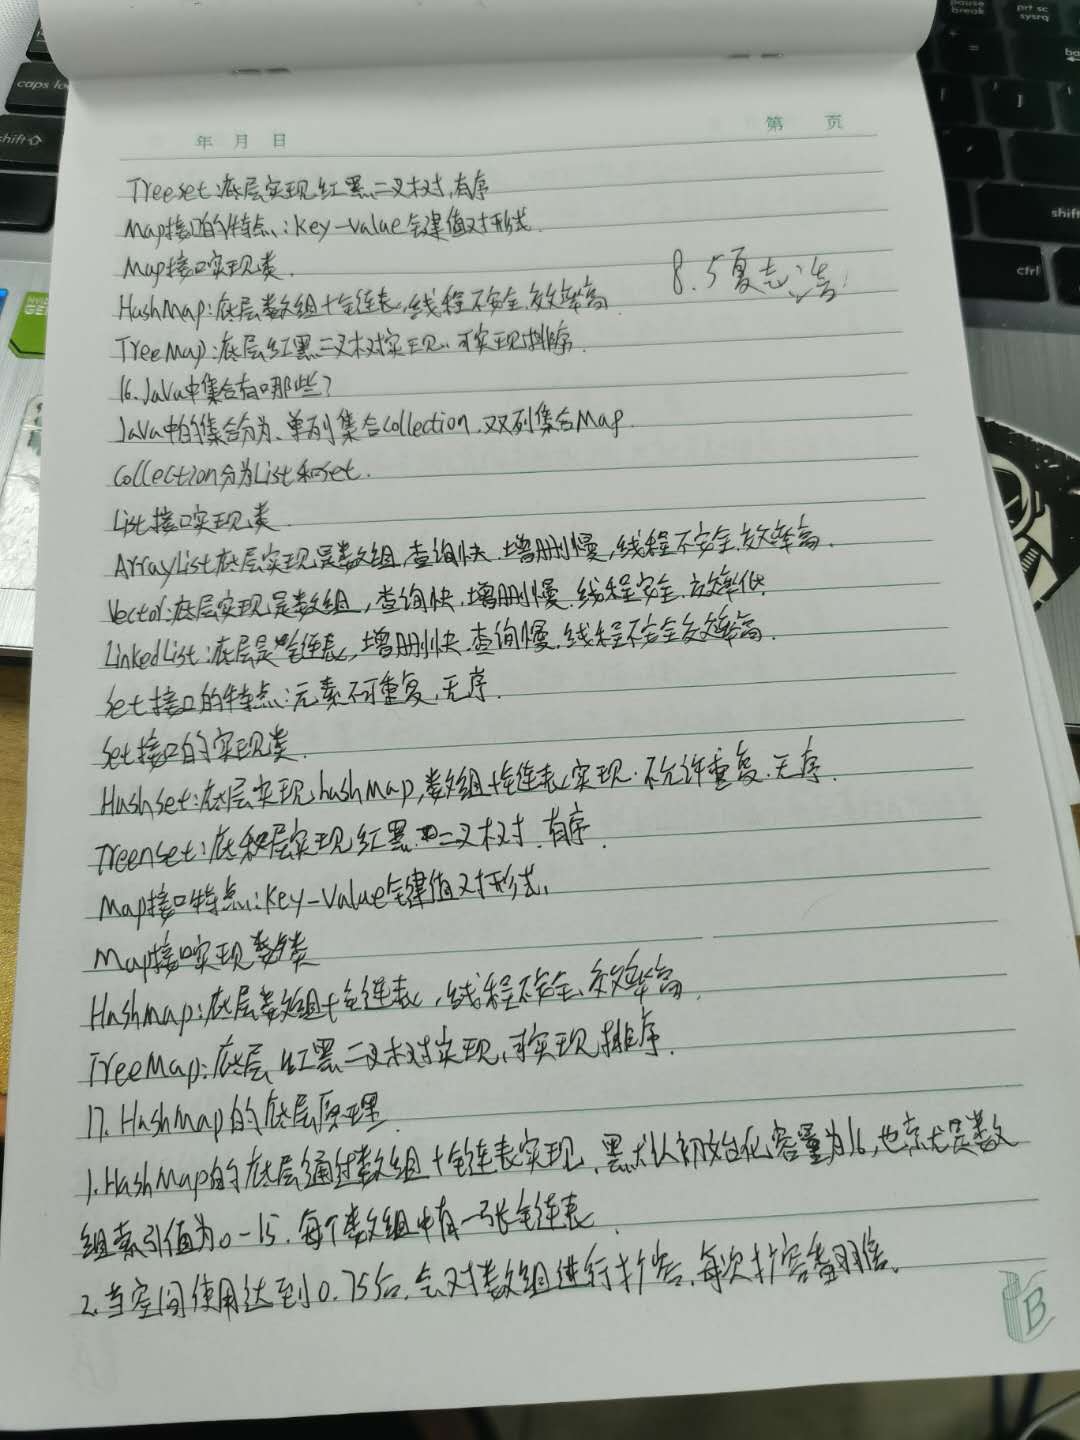 年 月 日 第 页
Treeset:底层实现红黑二叉树,有序
Map接口的特点:key-value键值对形式.
Map接口实现类.
8.5夏志
HashMap:底层数组+链表,线程不安全,效率高.
TreeMap:底层红黑二叉树实现,可实现排序.
16.Java中集合有哪些?
Java中的集合分为、单列集合collection,双列集合Map.
Collection分为List和set.
List接口实现类
ArrayList底层实现是数组,查询快,增删慢,线程不安全,效率高.
Vector:底层实现是数组,查询快,增删慢.线程安全,效率低
LinkedList:底层是链表,增删快,查询慢,线程不安全效率高.
set接口的特点:元素不可重复,无序.
set接口的实现类.
Hashset:底层实现hashMap,数组+链表实现.不允许重复.无序.
Treenset:底层实现红黑二叉树.有序.
Map接口特点:key-value键值对形式.
Map接口实现类
Hashmap:底层数组+链表,线程不安全,效率高.
TreeMap:底层红黑二叉树实现,可实现排序.
17.HashMap的底层原理.
1.HashMap的底层通过数组+链表实现,黑犬认初始化容量为16,也就是数
组索引值为0-15.每个数组中有一张链表.
2.当空间使用达到0.75后,会对数组进行扩容,每次扩容翻倍.
B
caps lo
shift
pause
break
prt sc
sysrq
ba
shift
ctrl
NVID
GE